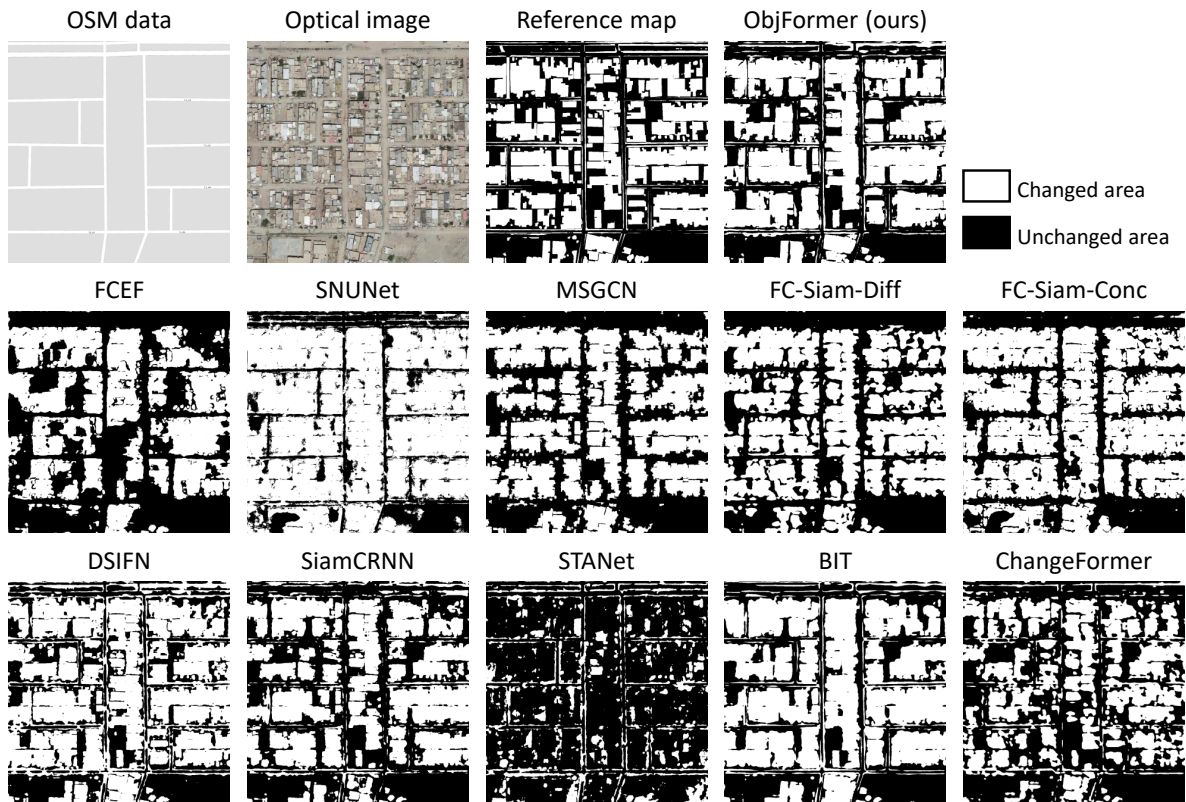 OSM data
Optical image
Reference map
ObjFormer (ours)
Changed area
Unchanged area
FCEF
SNUNet
MSGCN
FC-Siam-Diff
FC-Siam-Conc
DSIFN
SiamCRNN
STANet
BIT
ChangeFormer